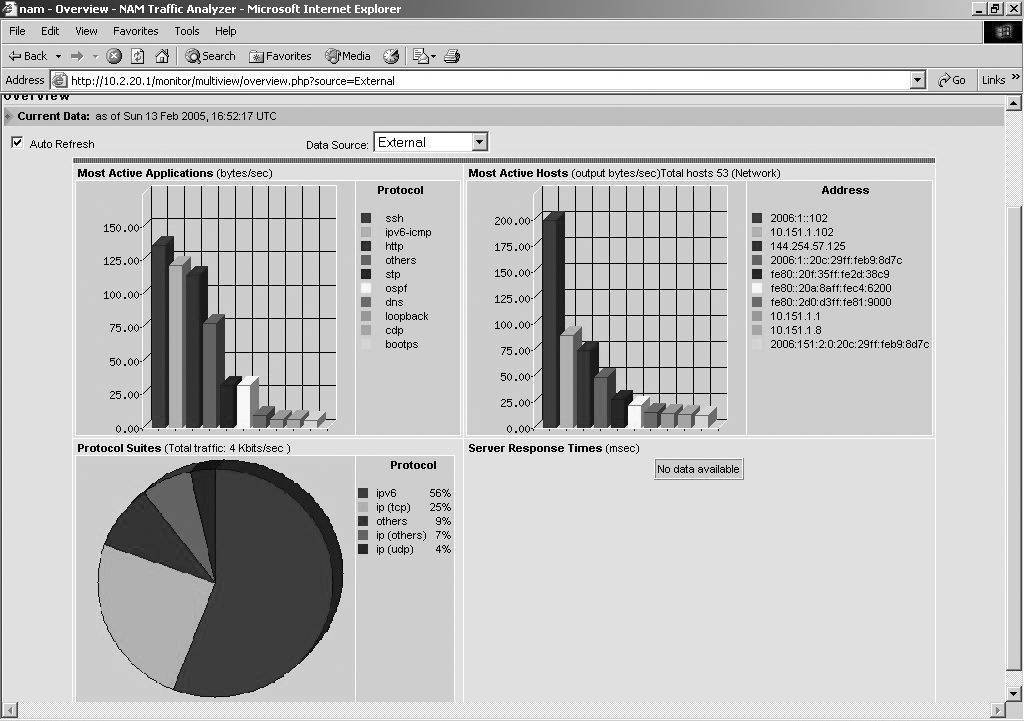 nam - Overview - NAM Traffic Analyzer - Microsoft Internet Explorer
File Edit View Favorites Tools Help
Back Search Favorites Media
Address http://10.2.20.1/monitor/multiview/overview.php?source=External Go Links »
Overview
Current Data: as of Sun 13 Feb 2005, 16:52:17 UTC
Auto Refresh
Data Source: External
Most Active Applications (bytes/sec)
150.00
125.00
100.00
75.00
50.00
25.00
0.00
Protocol
ssh
ipv6-icmp
http
others
stp
ospf
dns
loopback
cdp
bootps
Most Active Hosts (output bytes/sec)Total hosts 53 (Network)
200.00
175.00
150.00
125.00
100.00
75.00
50.00
25.00
0.00
Address
2006:1::102
10.151.1.102
144.254.57.125
2006:1::20c:29ff:feb9:8d7c
fe80::20f:35ff:fe2d:38c9
fe80::20a:8aff:fec4:6200
fe80::2d0:d3ff:fe81:9000
10.151.1.1
10.151.1.8
2006:151:2:0:20c:29ff:feb9:8d7c
Protocol Suites (Total traffic: 4 Kbits/sec )
Protocol
ipv6 56%
ip (tcp) 25%
others 9%
ip (others) 7%
ip (udp) 4%
Server Response Times (msec)
No data available